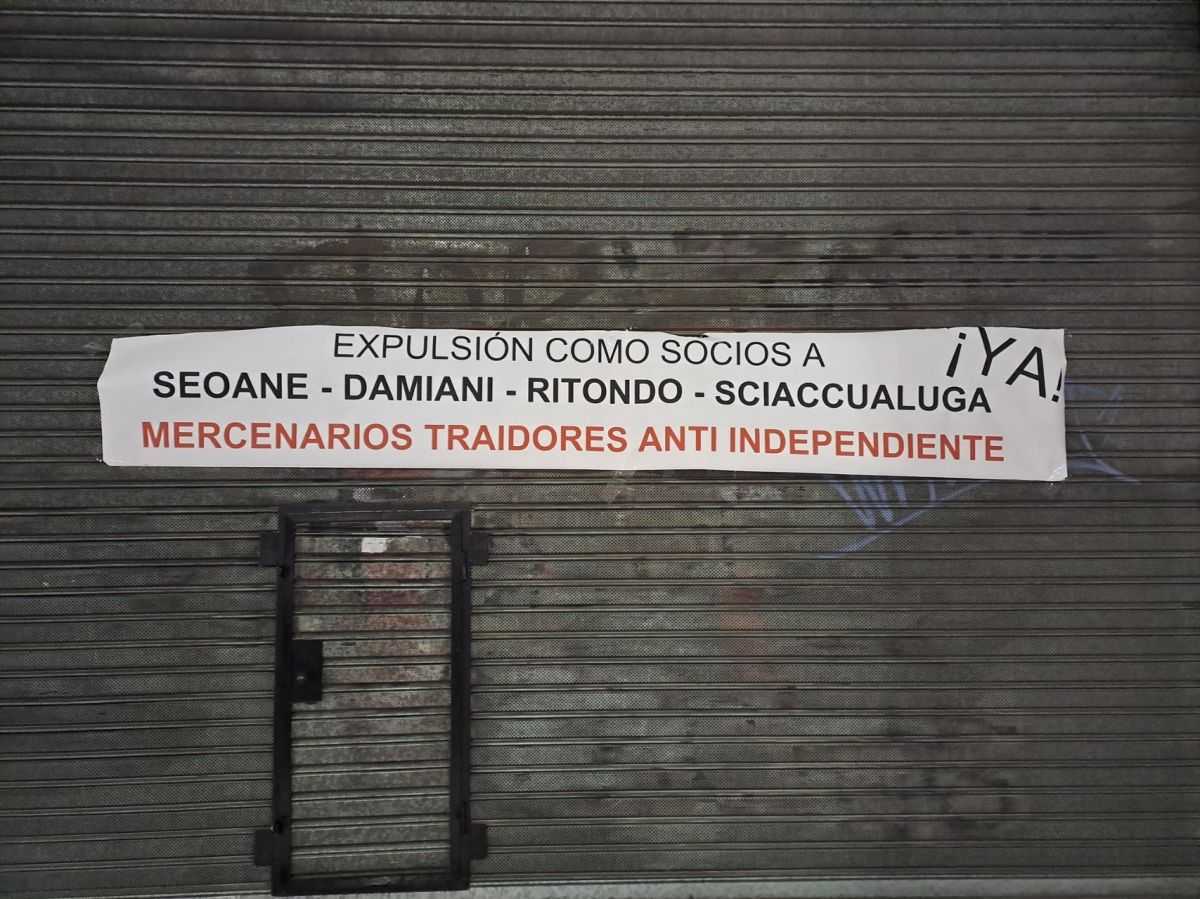 EXPULSIÓN COMO SOCIOS A
¡YA!
SEOANE - DAMIANI - RITONDO - SCIACCUALUGA
MERCENARIOS TRAIDORES ANTI INDEPENDIENTE